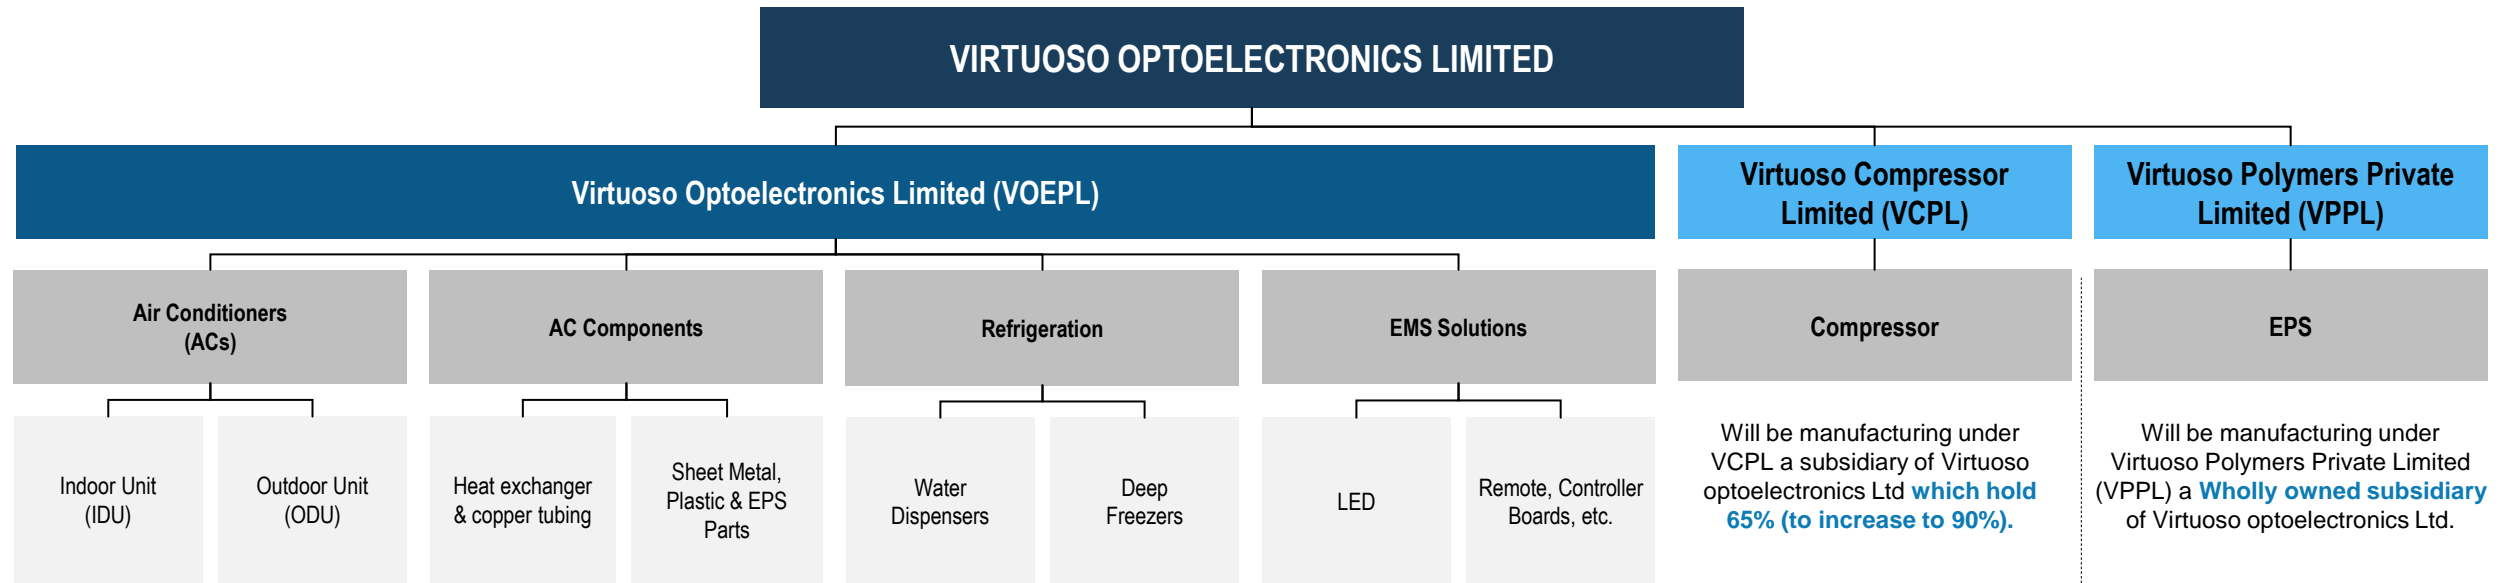 VIRTUOSO OPTOELECTRONICS LIMITED
Virtuoso Optoelectronics Limited (VOEPL)
Virtuoso Compressor
Limited (VCPL)
Virtuoso Polymers Private
Limited (VPPL)
Air Conditioners
(ACs)
AC Components
Refrigeration
EMS Solutions
Compressor
EPS
Indoor Unit
(IDU)
Outdoor Unit
(ODU)
Heat exchanger
& copper tubing
Sheet Metal,
Plastic & EPS
Parts
Water
Dispensers
Deep
Freezers
LED
Remote, Controller
Boards, etc.
Will be manufacturing under
VCPL a subsidiary of Virtuoso
optoelectronics Ltd which hold
65% (to increase to 90%).
Will be manufacturing under
Virtuoso Polymers Private Limited
(VPPL) a Wholly owned subsidiary
of Virtuoso optoelectronics Ltd.